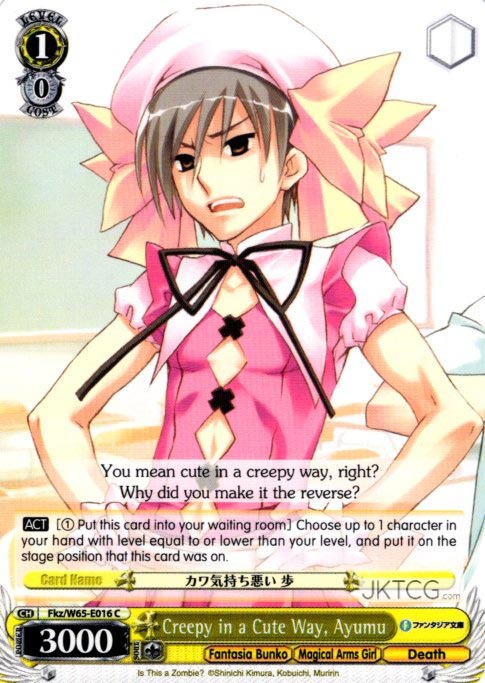 LEVEL
1
0
COST
You mean cute in a creepy way, right?
Why did you make it the reverse?
ACT [① Put this card into your waiting room] Choose up to 1 character in
your hand with level equal to or lower than your level, and put it on the
stage position that this card was on.
Card Name カワ気持ち悪い 歩
JKTCG.com
CH Fkz/W65-E016 C
POWER 3000 SOUL Creepy in a Cute Way, Ayumu ファンタジア文庫
Fantasia Bunko Magical Arms Girl Death
Is This a Zombie? ©Shinichi Kimura, Kobuichi, Muririn